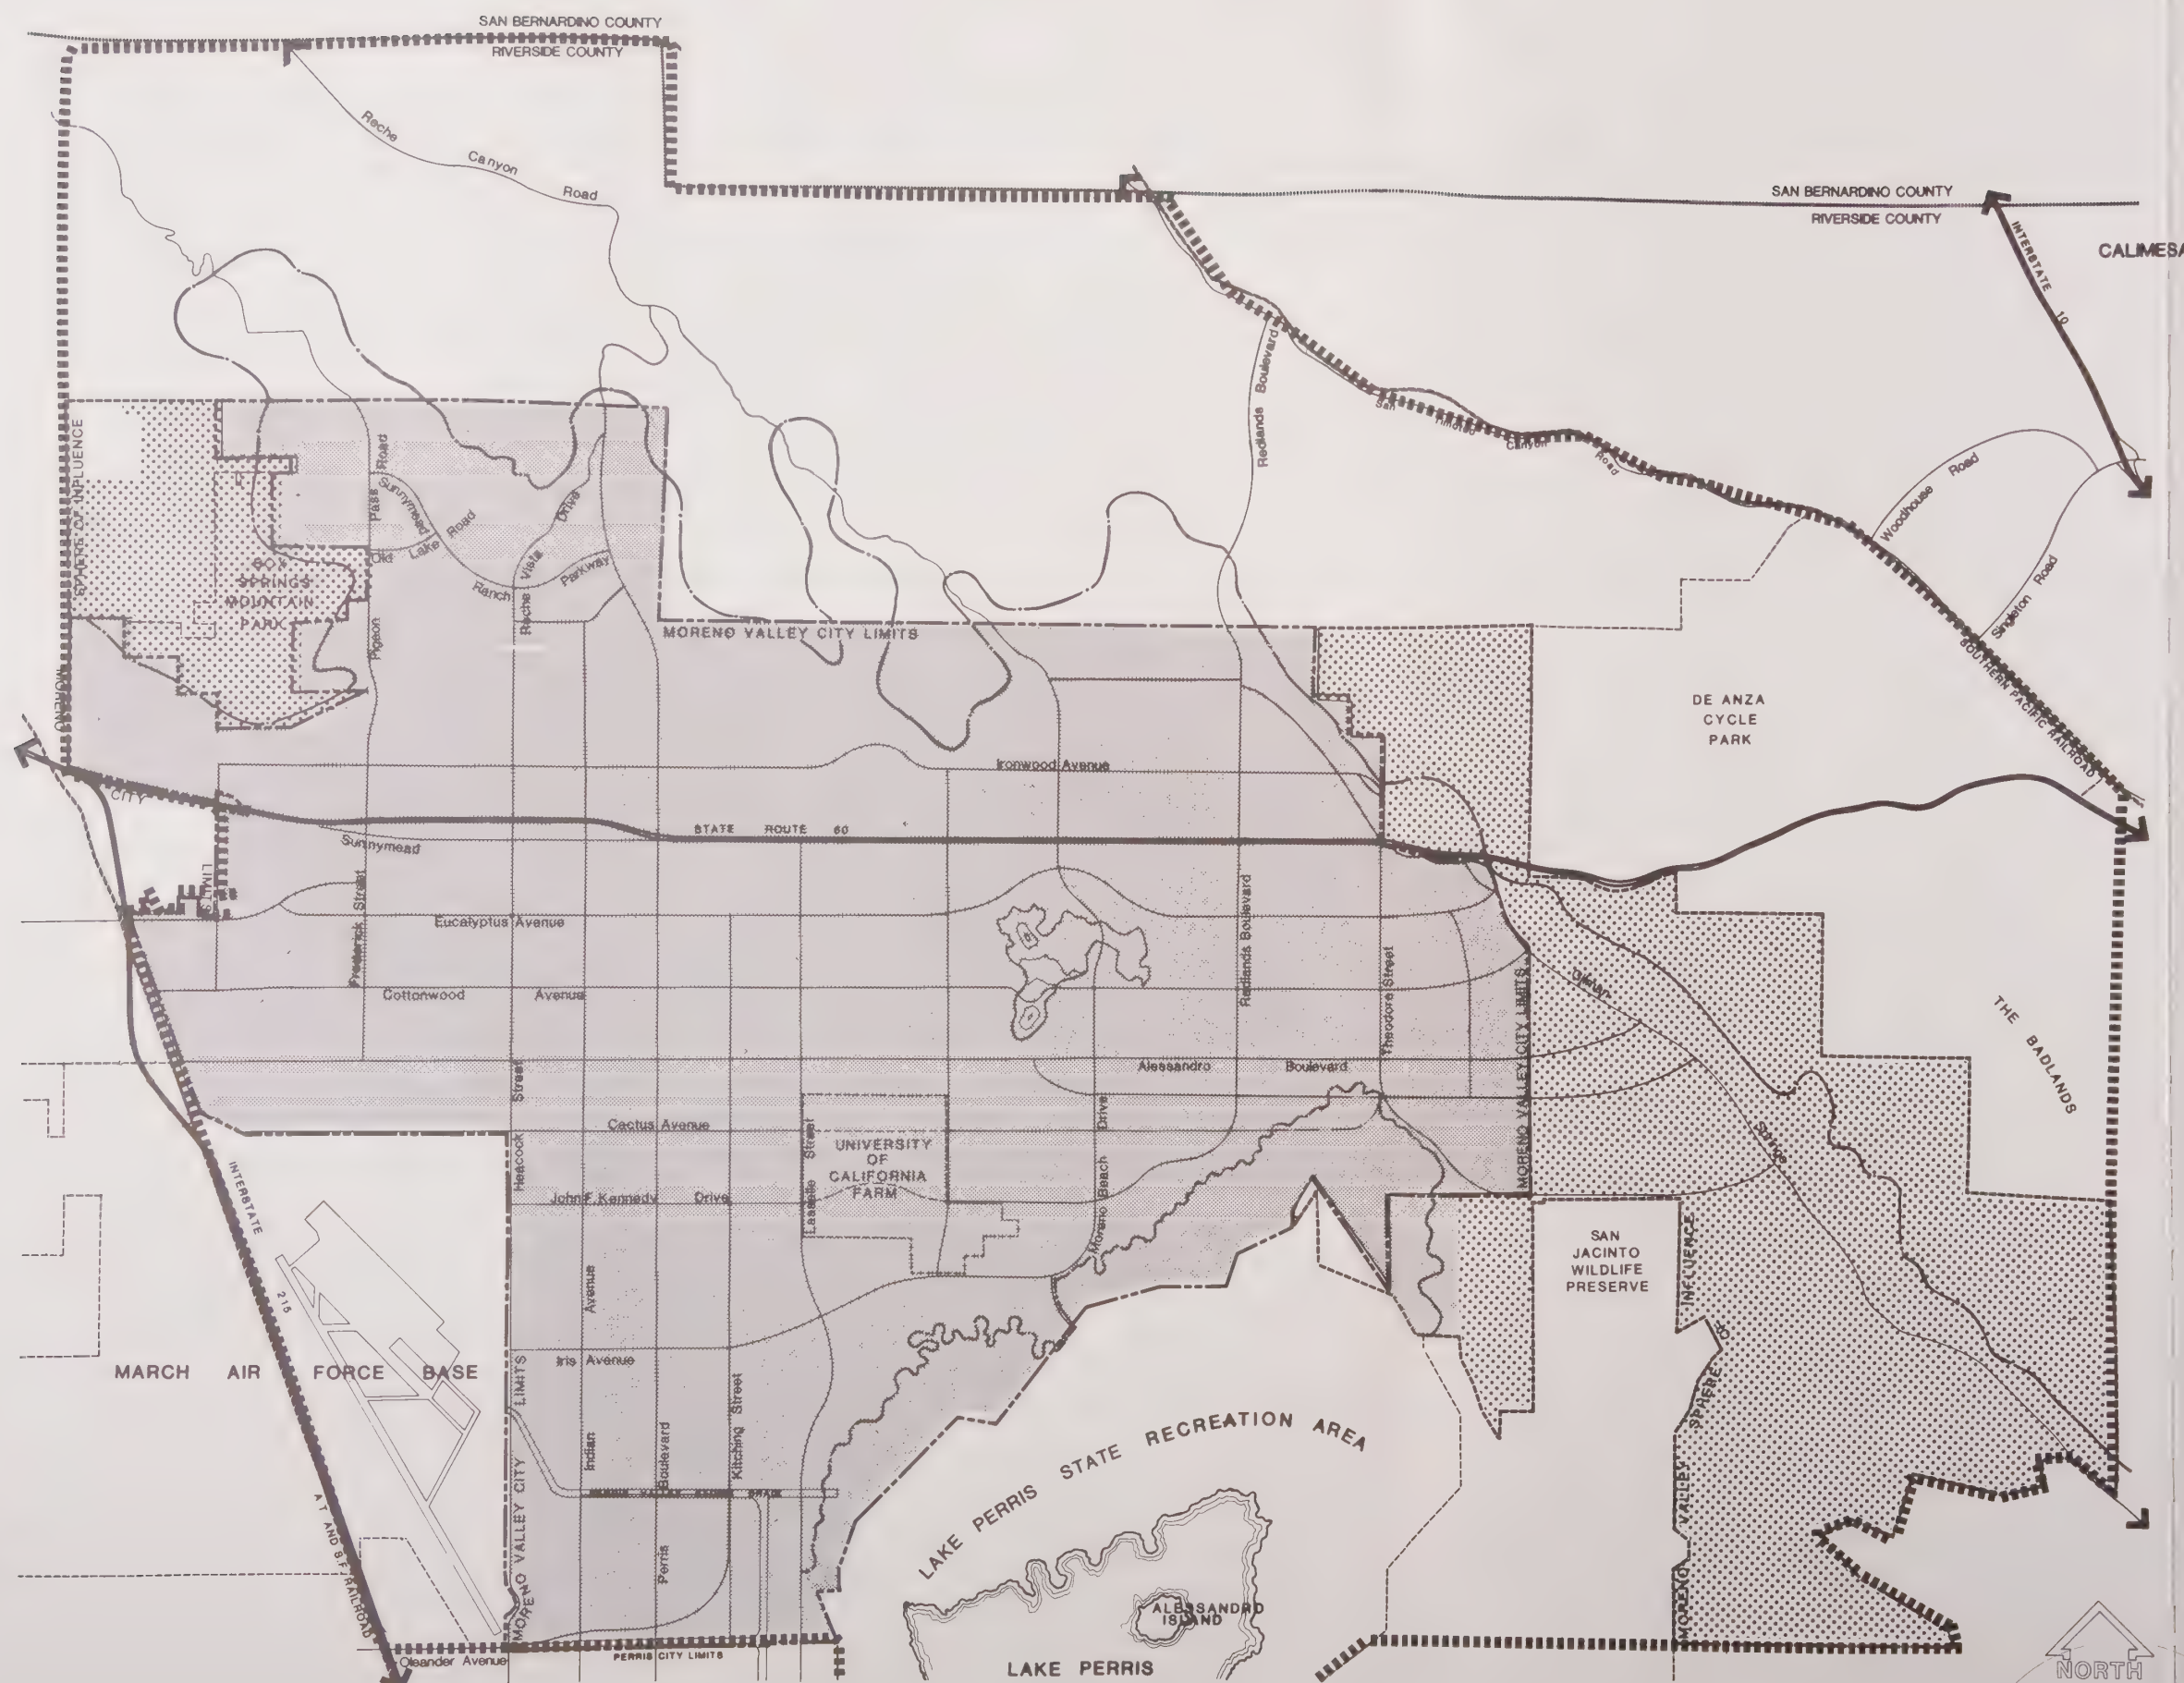 SAN BERNARDINO COUNTY
RIVERSIDE COUNTY
Reche
Canyon
Road
SAN BERNARDINO COUNTY
RIVERSIDE COUNTY
INTERSTATE 10
CALIMESA
Redlands Boulevard
San Timoteo Canyon Road
Woodhouse Road
Singleton Road
SOUTHERN PACIFIC RAILROAD
SPHERE OF INFLUENCE
MORENO
CITY
LIMITS
BOX
SPRINGS
MOUNTAIN
PARK
Pigeon Pass Road
Sunnymead
Ranch
Parkway
Old Lake Road
Reche Vista Drive
MORENO VALLEY CITY LIMITS
DE ANZA
CYCLE
PARK
Ironwood Avenue
STATE ROUTE 60
Sunnymead
Frederick Street
Eucalyptus Avenue
Redlands Boulevard
Theodore Street
Cottonwood Avenue
MORENO VALLEY CITY LIMITS
Gilman
Springs
THE BADLANDS
Alessandro Boulevard
Heacock Street
Cactus Avenue
Lasselle Street
UNIVERSITY
OF
CALIFORNIA
FARM
Moreno Beach Drive
John F. Kennedy Drive
SAN
JACINTO
WILDLIFE
PRESERVE
INTERSTATE
215
Indian Avenue
Iris Avenue
MARCH AIR FORCE BASE
MORENO VALLEY CITY LIMITS
Perris Boulevard
Kitching Street
MORENO VALLEY SPHERE OF INFLUENCE
LAKE PERRIS STATE RECREATION AREA
ALESSANDRO
ISLAND
LAKE PERRIS
AT AND S.F. RAILROAD
Oleander Avenue
PERRIS CITY LIMITS
NORTH